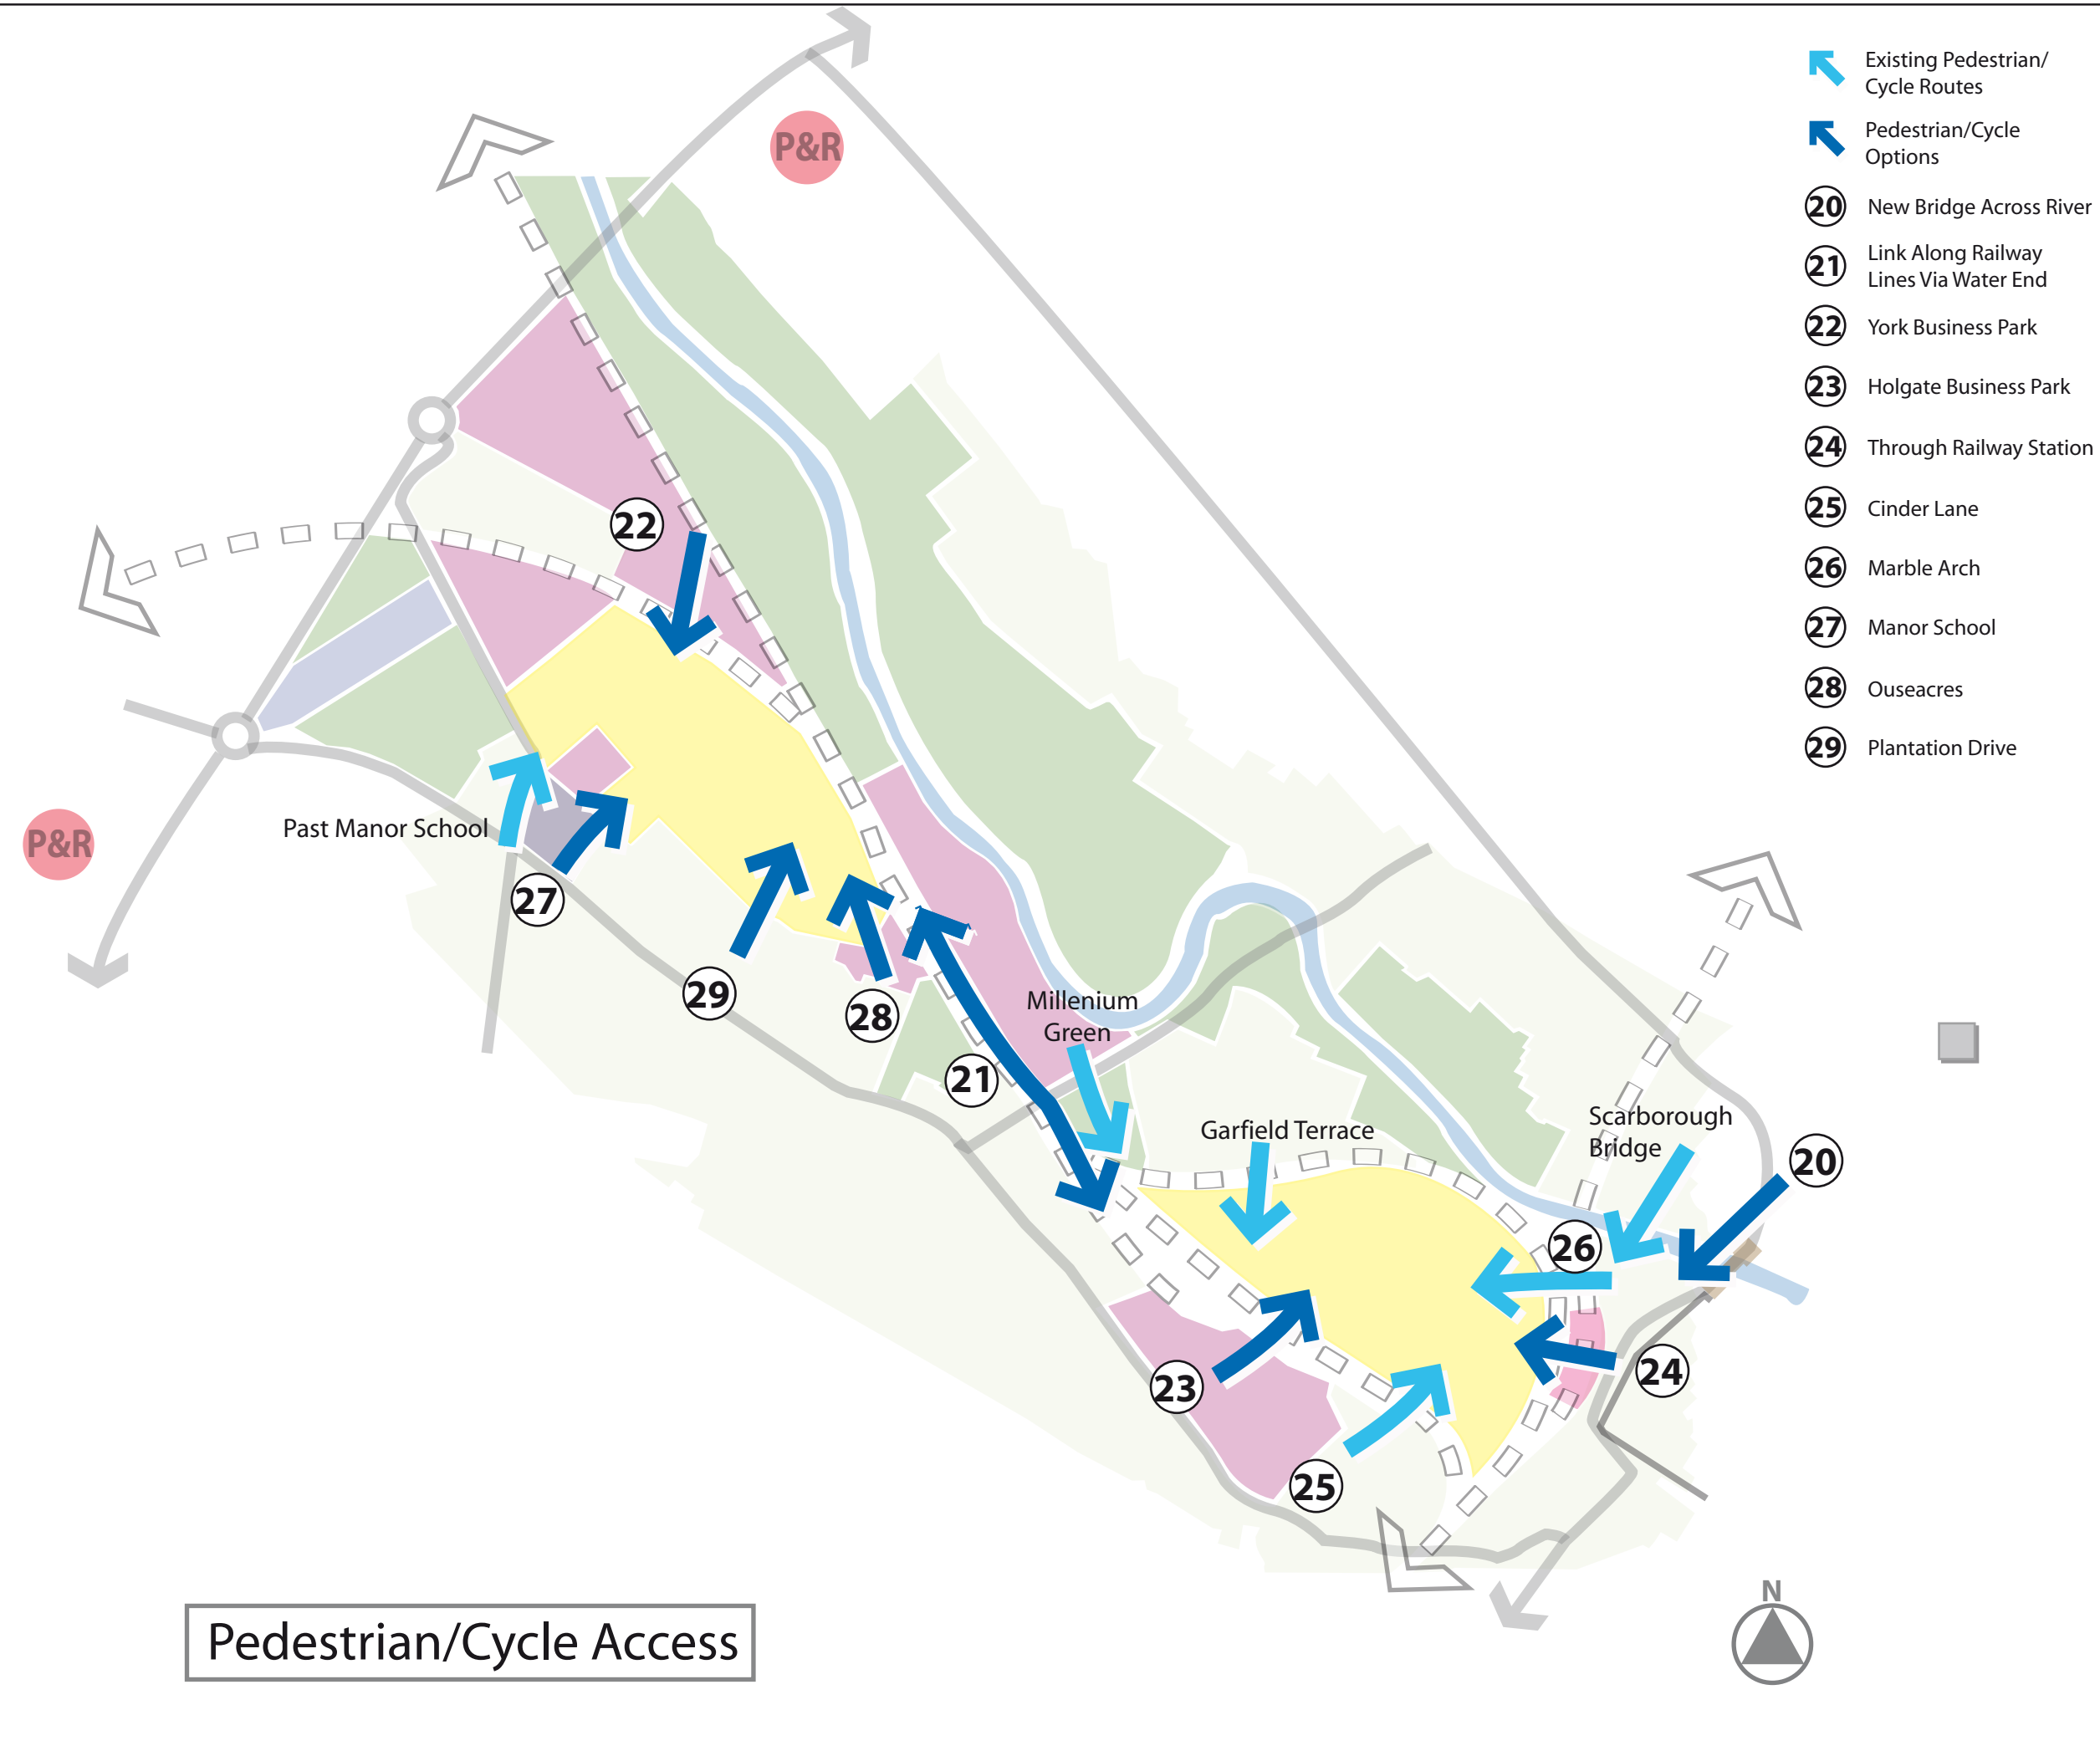 P&R
Existing Pedestrian/
Cycle Routes
Pedestrian/Cycle
Options
20 New Bridge Across River
21 Link Along Railway
Lines Via Water End
22 York Business Park
23 Holgate Business Park
24 Through Railway Station
25 Cinder Lane
26 Marble Arch
27 Manor School
28 Ouseacres
29 Plantation Drive
22
Past Manor School
P&R
27
29
28
Millenium
Green
21
Garfield Terrace
Scarborough
Bridge
20
26
24
23
25
N
Pedestrian/Cycle Access